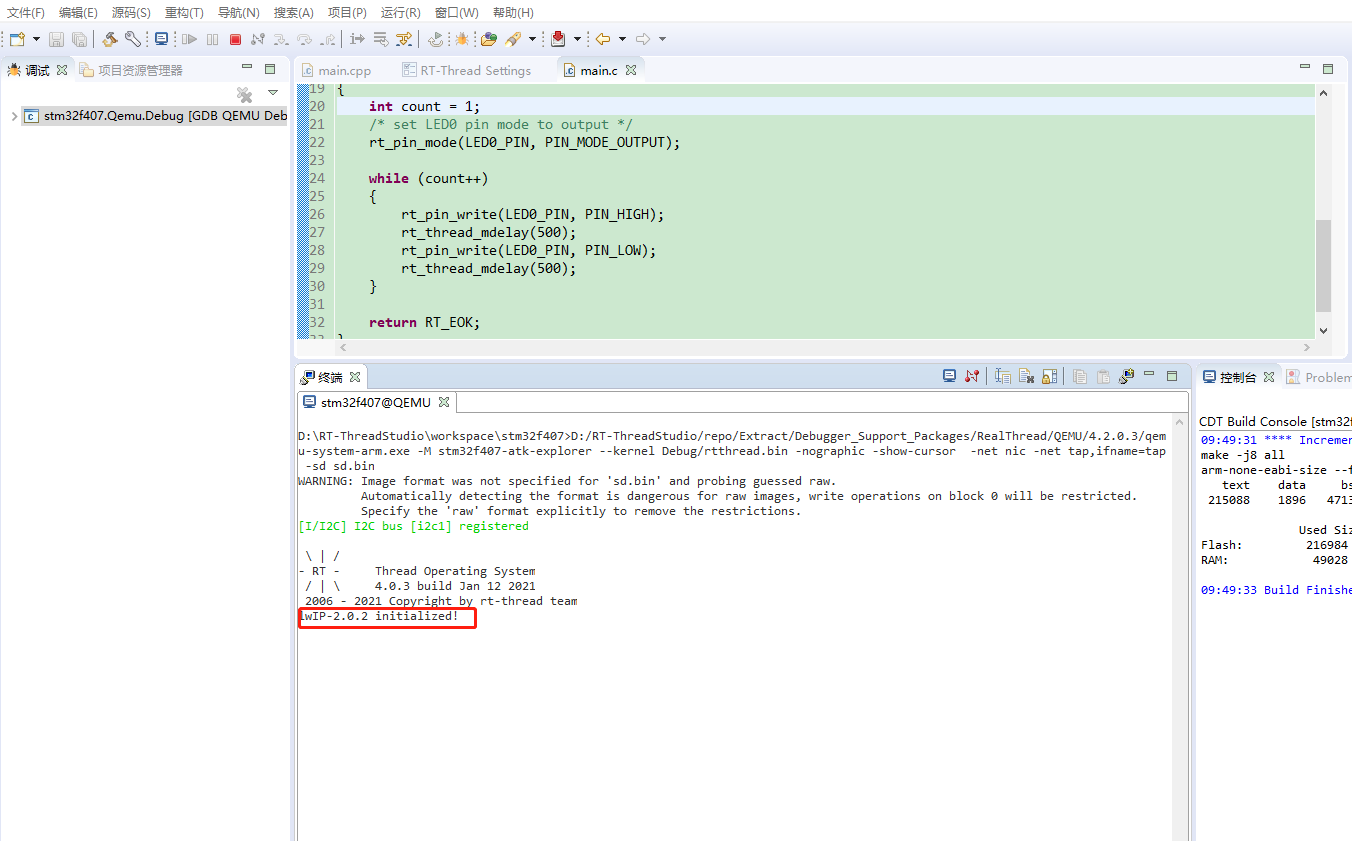 文件(F) 编辑(E) 源码(S) 重构(T) 导航(N) 搜索(A) 项目(P) 运行(R) 窗口(W) 帮助(H)
调试 项目资源管理器
stm32f407.Qemu.Debug [GDB QEMU Deb
main.cpp RT-Thread Settings main.c
19 {
20 int count = 1;
21 /* set LED0 pin mode to output */
22 rt_pin_mode(LED0_PIN, PIN_MODE_OUTPUT);
23
24 while (count++)
25 {
26 rt_pin_write(LED0_PIN, PIN_HIGH);
27 rt_thread_mdelay(500);
28 rt_pin_write(LED0_PIN, PIN_LOW);
29 rt_thread_mdelay(500);
30 }
31
32 return RT_EOK;
终端
stm32f407@QEMU
D:\RT-ThreadStudio\workspace\stm32f407>D:/RT-ThreadStudio/repo/Extract/Debugger_Support_Packages/RealThread/QEMU/4.2.0.3/qem
u-system-arm.exe -M stm32f407-atk-explorer --kernel Debug/rtthread.bin -nographic -show-cursor -net nic -net tap,ifname=tap
-sd sd.bin
WARNING: Image format was not specified for 'sd.bin' and probing guessed raw.
Automatically detecting the format is dangerous for raw images, write operations on block 0 will be restricted.
Specify the 'raw' format explicitly to remove the restrictions.
[I/I2C] I2C bus [i2c1] registered
\ | /
- RT - Thread Operating System
/ | \ 4.0.3 build Jan 12 2021
2006 - 2021 Copyright by rt-thread team
lwIP-2.0.2 initialized!
控制台 Problem
CDT Build Console [stm32f
09:49:31 **** Increme
make -j8 all
arm-none-eabi-size --f
text data bs
215088 1896 4713
Used Siz
Flash: 216984
RAM: 49028
09:49:33 Build Finishe